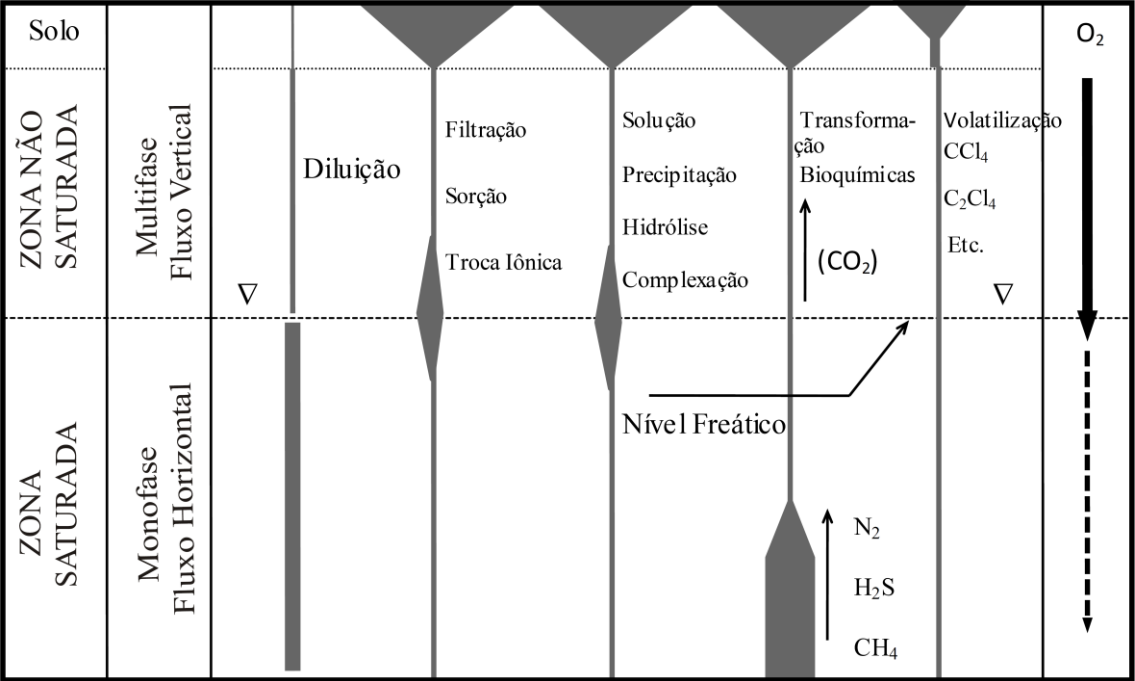 Solo
O₂
ZONA NÃO
SATURADA
Multifase
Fluxo Vertical
Diluição
Filtração
Sorção
Troca Iônica
Solução
Precipitação
Hidrólise
Complexação
Transforma-
ção
Bioquímicas
(CO₂)
Volatilização
CCl₄
C₂Cl₄
Etc.
∇
∇
ZONA
SATURADA
Monofase
Fluxo Horizontal
Nível Freático
N₂
H₂S
CH₄